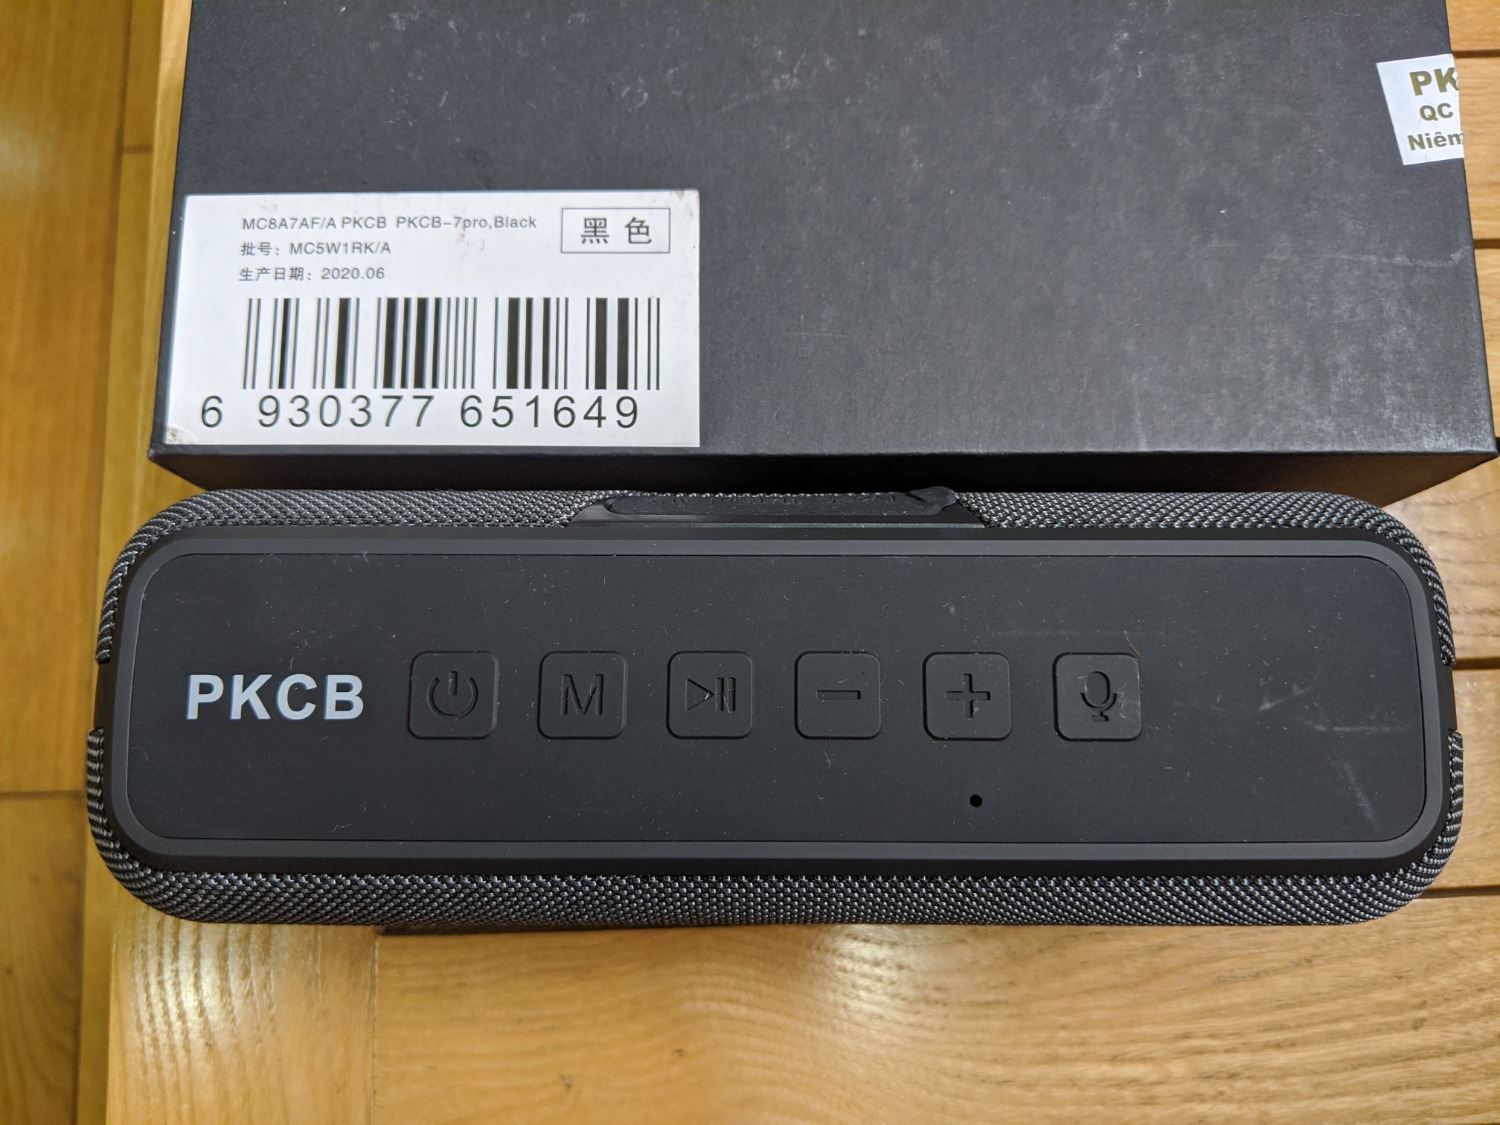 PK
QC
Niêm
MC8A7AF/A PKCB PKCB-7pro,Black
黑色
批号：MC5W1RK/A
生产日期：2020.06
6 930377 651649
PKCB
M